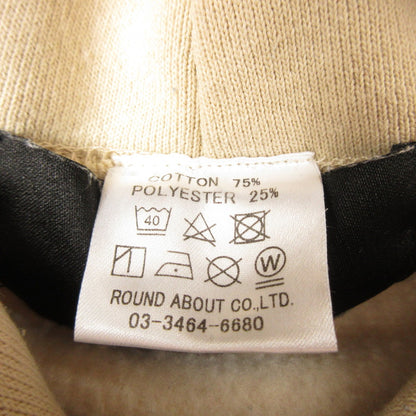 COTTON 75%
POLYESTER 25%
40
W
ROUND ABOUT CO.,LTD.
03-3464-6680